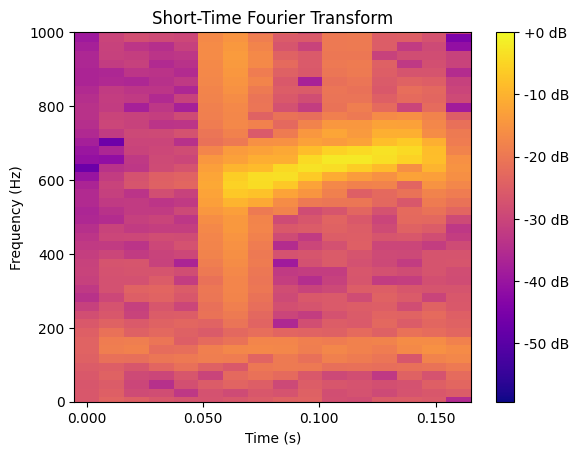 Short-Time Fourier Transform
1000
800
600
400
200
0
Frequency (Hz)
0.000
0.050
0.100
0.150
Time (s)
+0 dB
-10 dB
-20 dB
-30 dB
-40 dB
-50 dB